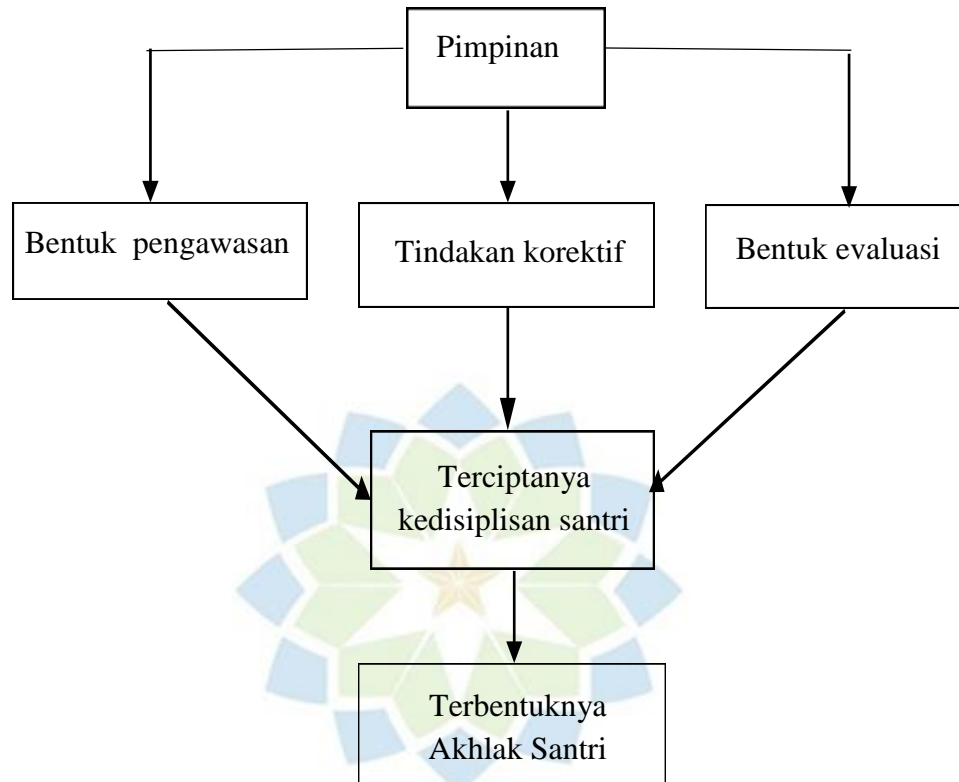 Pimpinan
Bentuk pengawasan
Tindakan korektif
Bentuk evaluasi
Terciptanya
kedisiplisan santri
Terbentuknya
Akhlak Santri